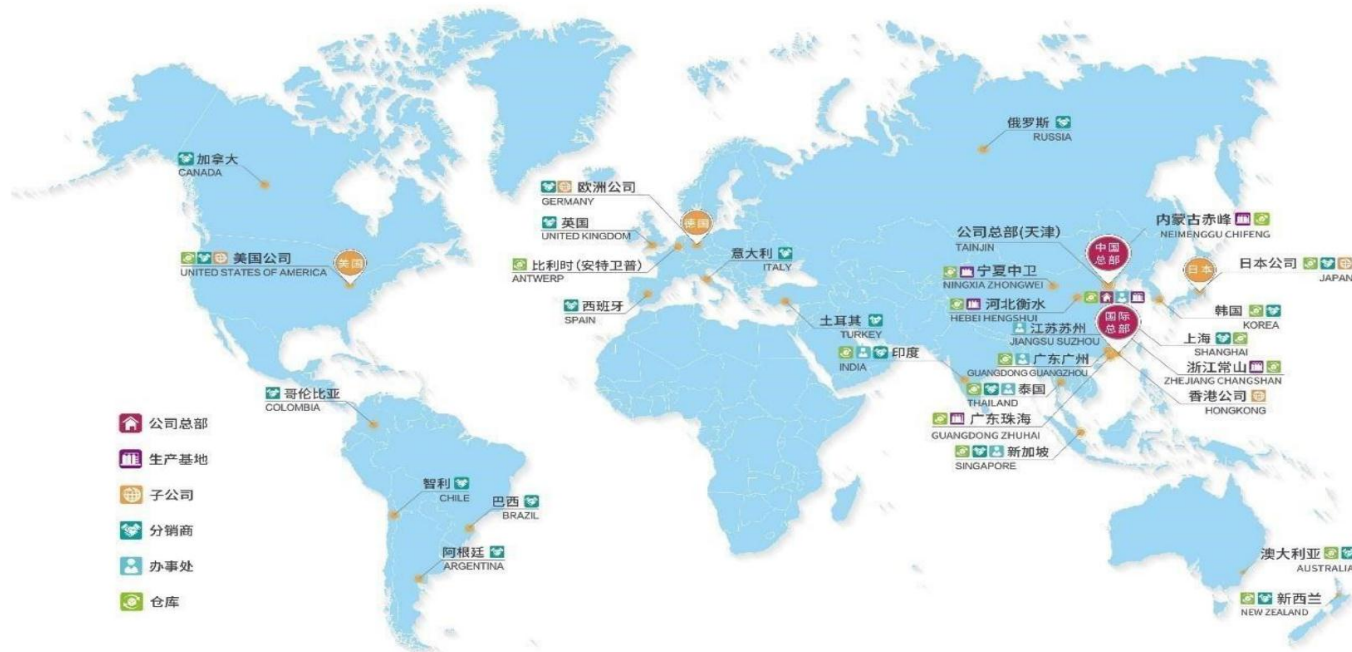 俄罗斯
RUSSIA
加拿大
CANADA
欧洲公司
GERMANY
德国
英国
UNITED KINGDOM
比利时(安特卫普)
ANTWERP
意大利
ITALY
西班牙
SPAIN
土耳其
TURKEY
美国公司
UNITED STATES OF AMERICA
美国
公司总部(天津)
TAINJIN
中国
总部
内蒙古赤峰
NEIMENGGU CHIFENG
日本
日本公司
JAPAN
宁夏中卫
NINGXIA ZHONGWEI
河北衡水
HEBEI HENGSHUI
韩国
KOREA
国际
总部
江苏苏州
JIANGSU SUZHOU
上海
SHANGHAI
印度
INDIA
广东广州
GUANGDONG GUANGZHOU
浙江常山
ZHEJIANG CHANGSHAN
泰国
THAILAND
香港公司
HONGKONG
广东珠海
GUANGDONG ZHUHAI
新加坡
SINGAPORE
哥伦比亚
COLOMBIA
智利
CHILE
巴西
BRAZIL
阿根廷
ARGENTINA
澳大利亚
AUSTRALIA
新西兰
NEW ZEALAND
公司总部
生产基地
子公司
分销商
办事处
仓库